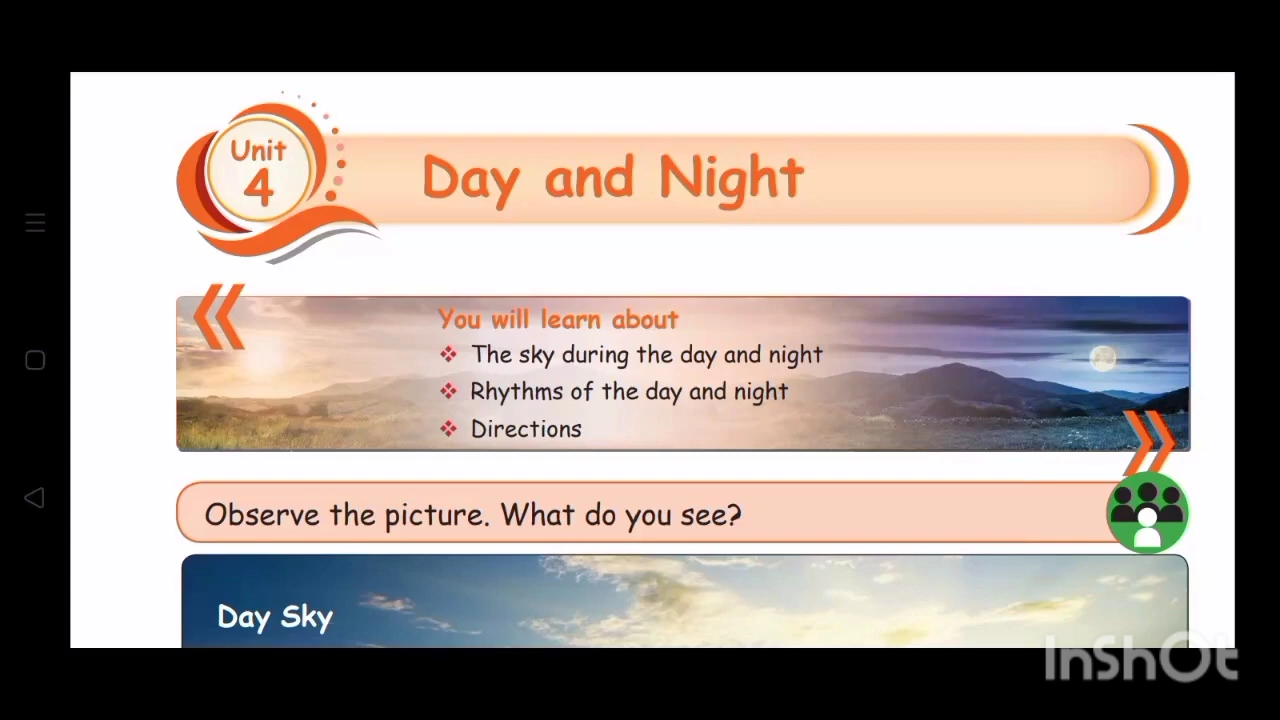 Unit
4
Day and Night
You will learn about
The sky during the day and night
Rhythms of the day and night
Directions
Observe the picture. What do you see?
Day Sky
InShOt